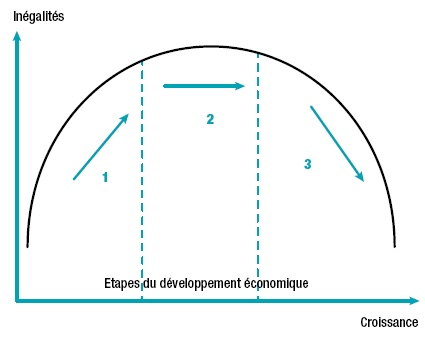 Inégalités
2
1
3
Etapes du développement économique
Croissance